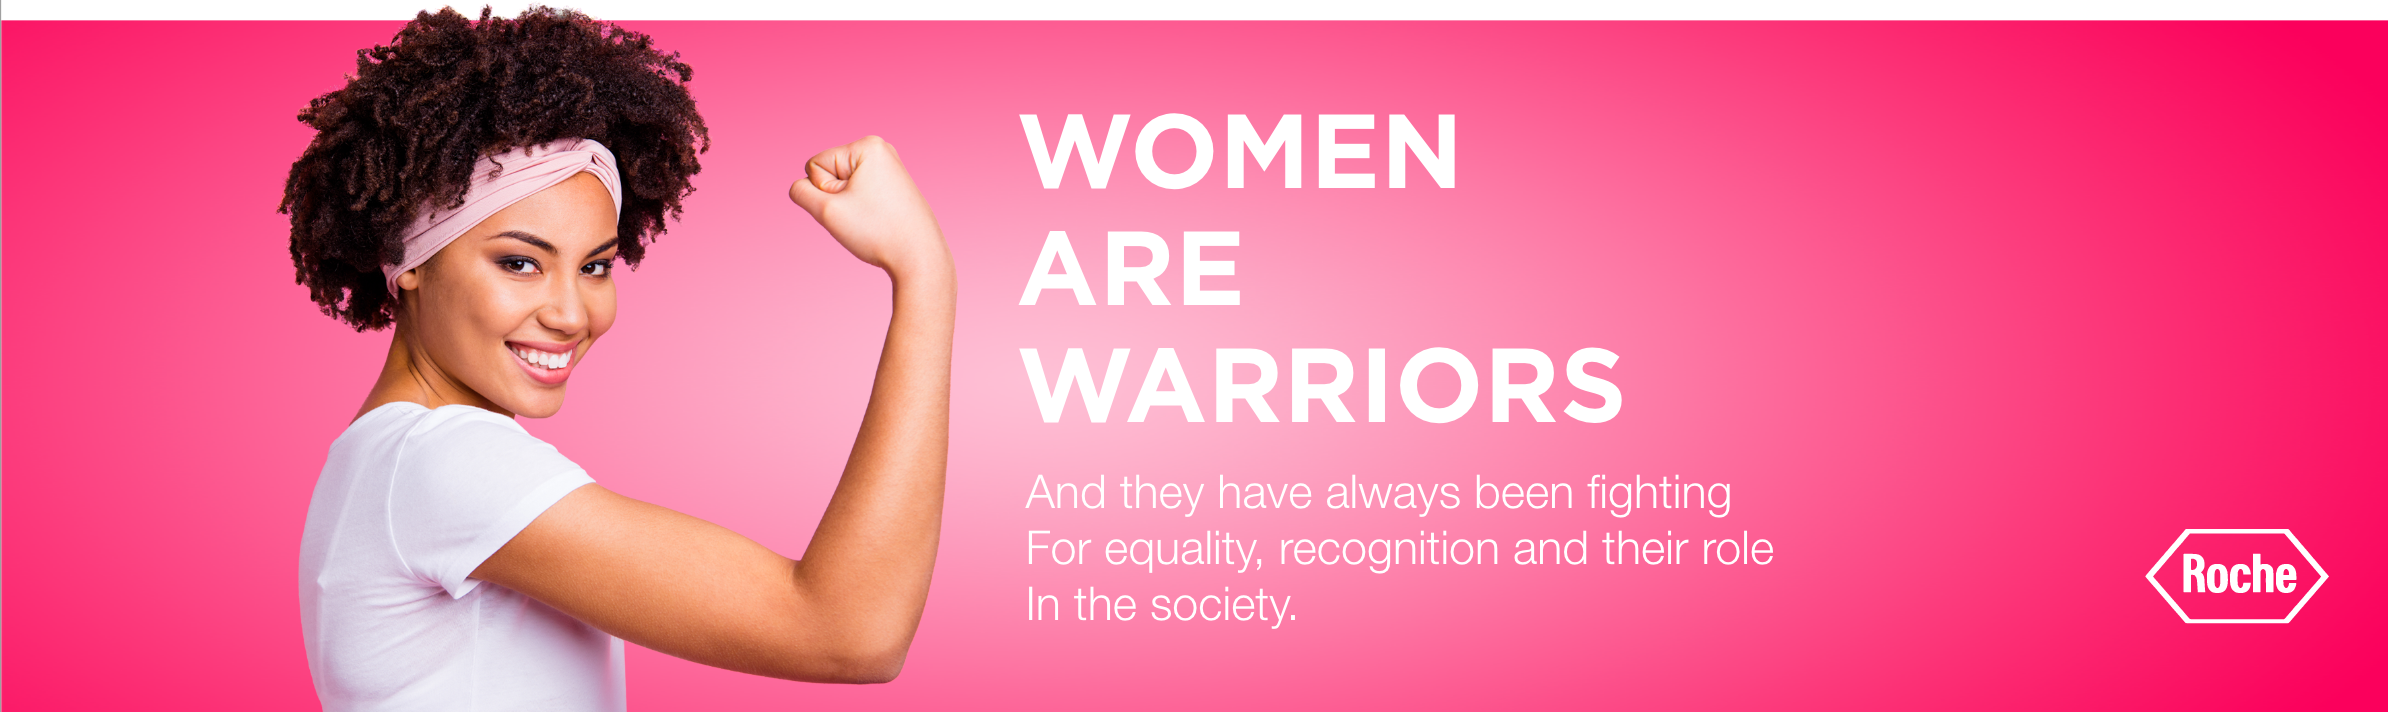 WOMEN
ARE
WARRIORS
And they have always been fighting
For equality, recognition and their role
In the society.
Roche